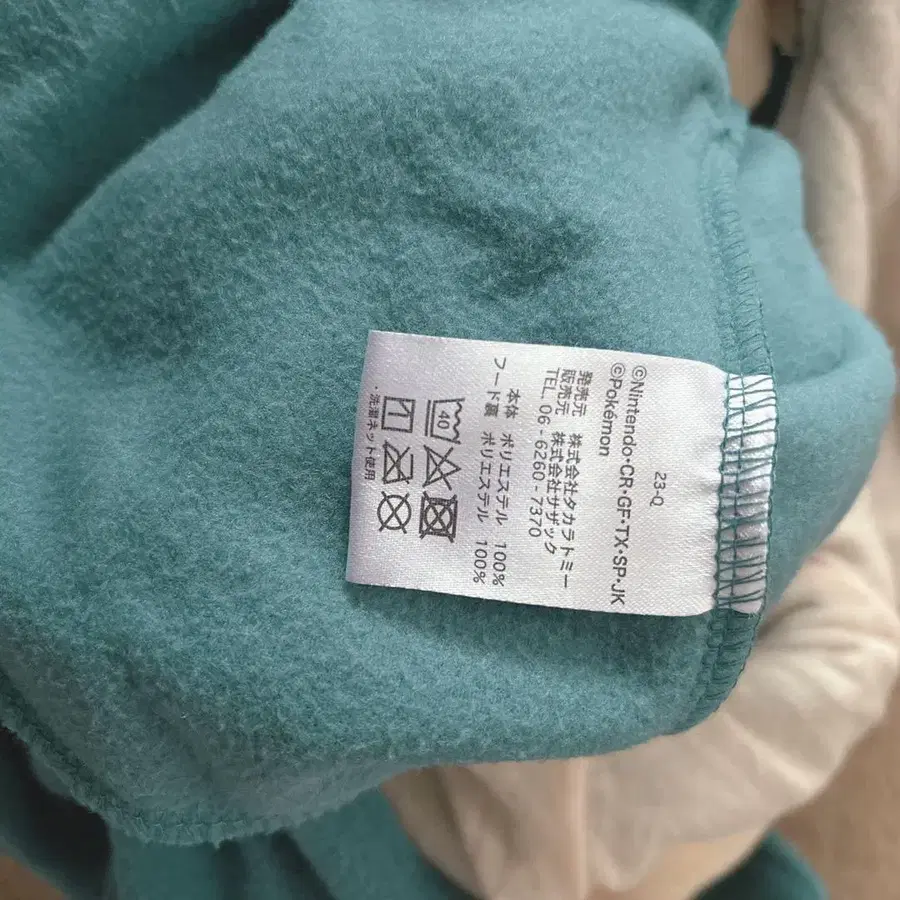 23-Q
©Nintendo・CR・GF・TX・SP・JK
©Pokémon
発売元 株式会社タカラトミー
販売元 株式会社サザック
TEL. 06-6260-7370
本体 ポリエステル 100%
フード裏 ポリエステル 100%
40
・洗濯ネット使用